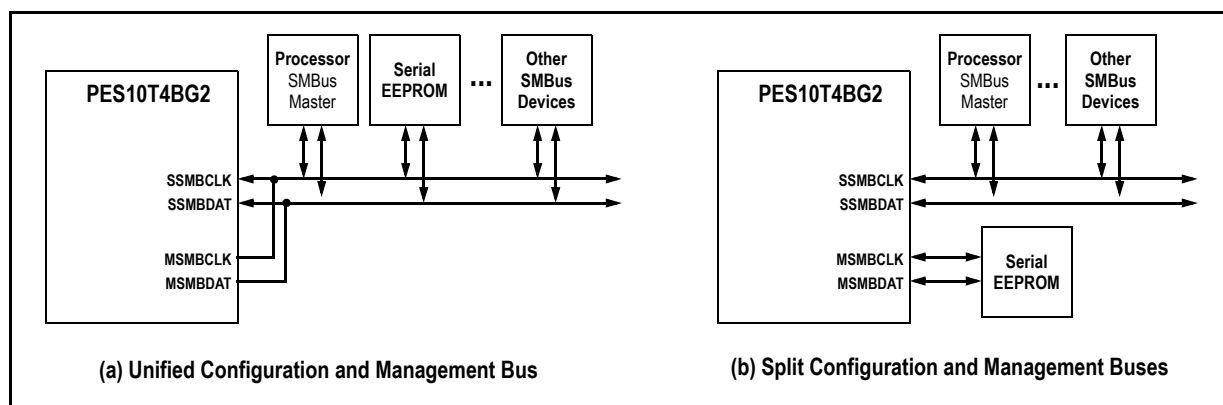 PES10T4BG2
Processor
SMBus
Master
Serial
EEPROM
...
Other
SMBus
Devices
SSMBCLK
SSMBDAT
MSMBCLK
MSMBDAT
(a) Unified Configuration and Management Bus
PES10T4BG2
Processor
SMBus
Master
...
Other
SMBus
Devices
SSMBCLK
SSMBDAT
MSMBCLK
MSMBDAT
Serial
EEPROM
(b) Split Configuration and Management Buses